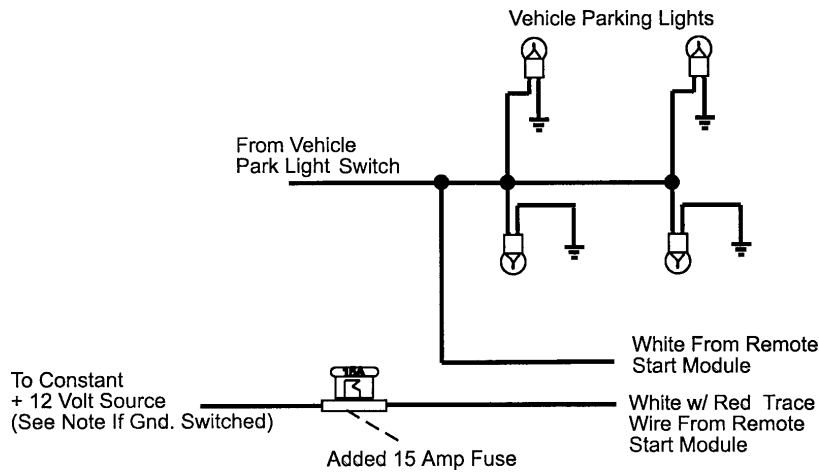 Vehicle Parking Lights
From Vehicle
Park Light Switch
White From Remote
Start Module
15A
To Constant
+ 12 Volt Source
(See Note If Gnd. Switched)
White w/ Red Trace
Wire From Remote
Start Module
Added 15 Amp Fuse